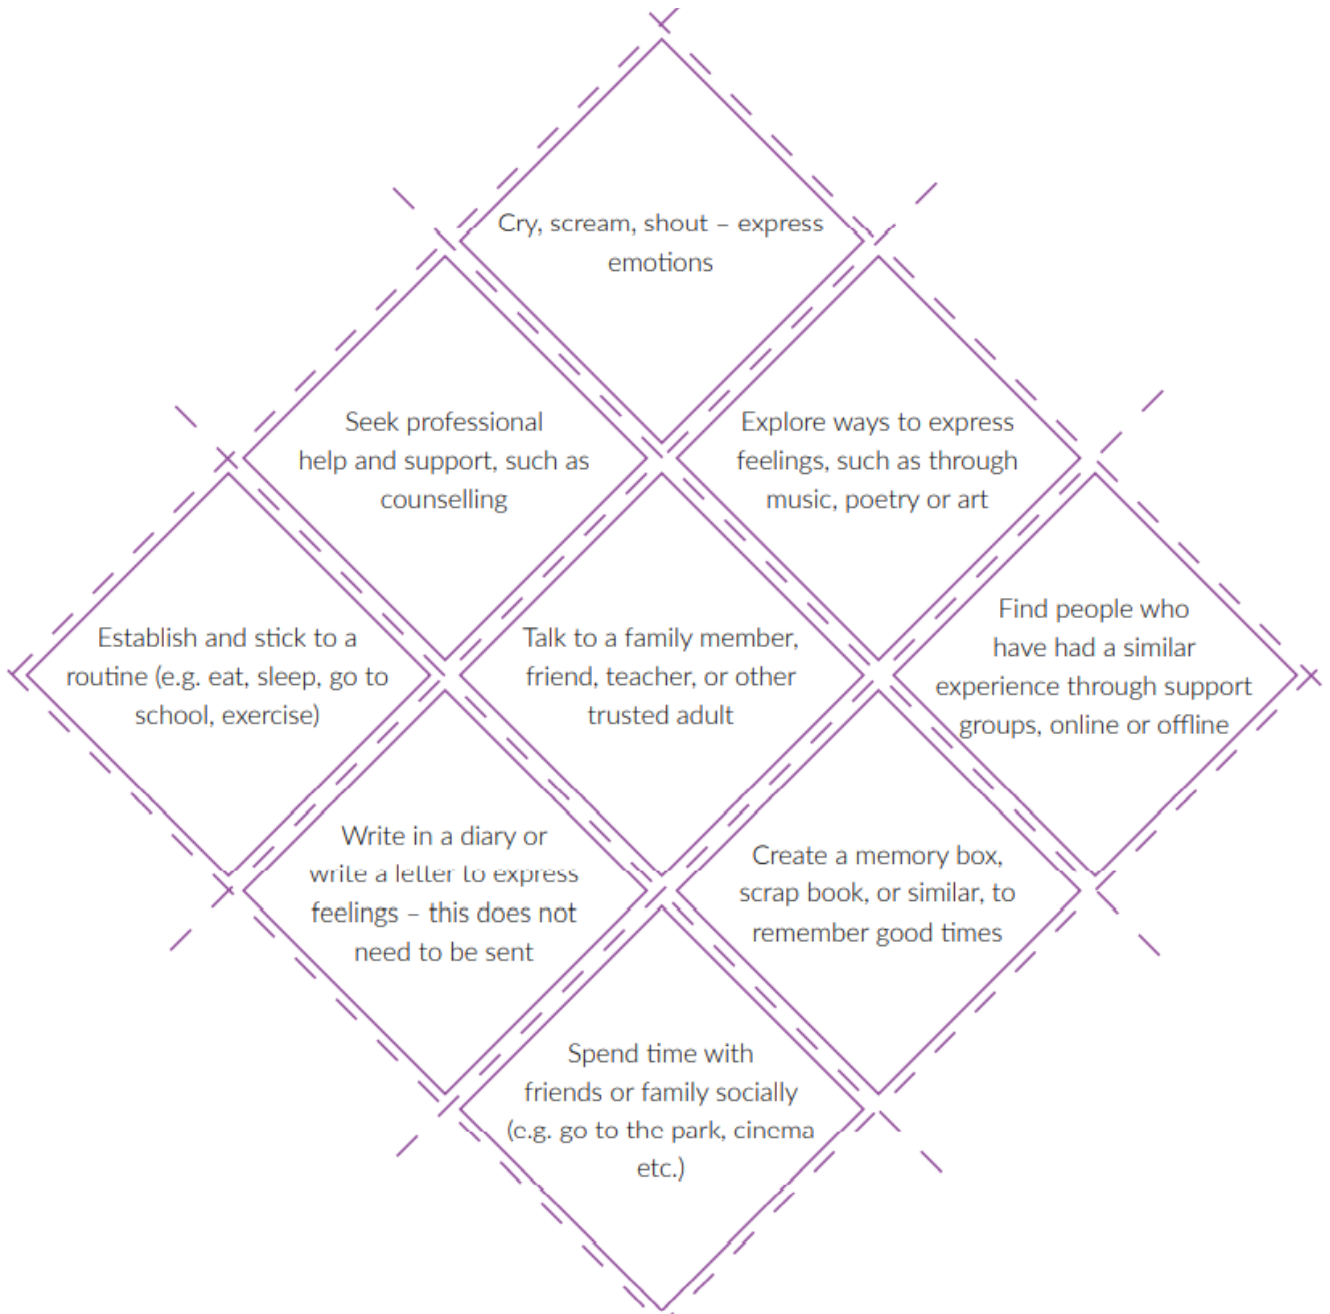 Cry, scream, shout – express
emotions
Seek professional
help and support, such as
counselling
Explore ways to express
feelings, such as through
music, poetry or art
Establish and stick to a
routine (e.g. eat, sleep, go to
school, exercise)
Talk to a family member,
friend, teacher, or other
trusted adult
Find people who
have had a similar
experience through support
groups, online or offline
Write in a diary or
write a letter to express
feelings – this does not
need to be sent
Create a memory box,
scrap book, or similar, to
remember good times
Spend time with
friends or family socially
(e.g. go to the park, cinema
etc.)